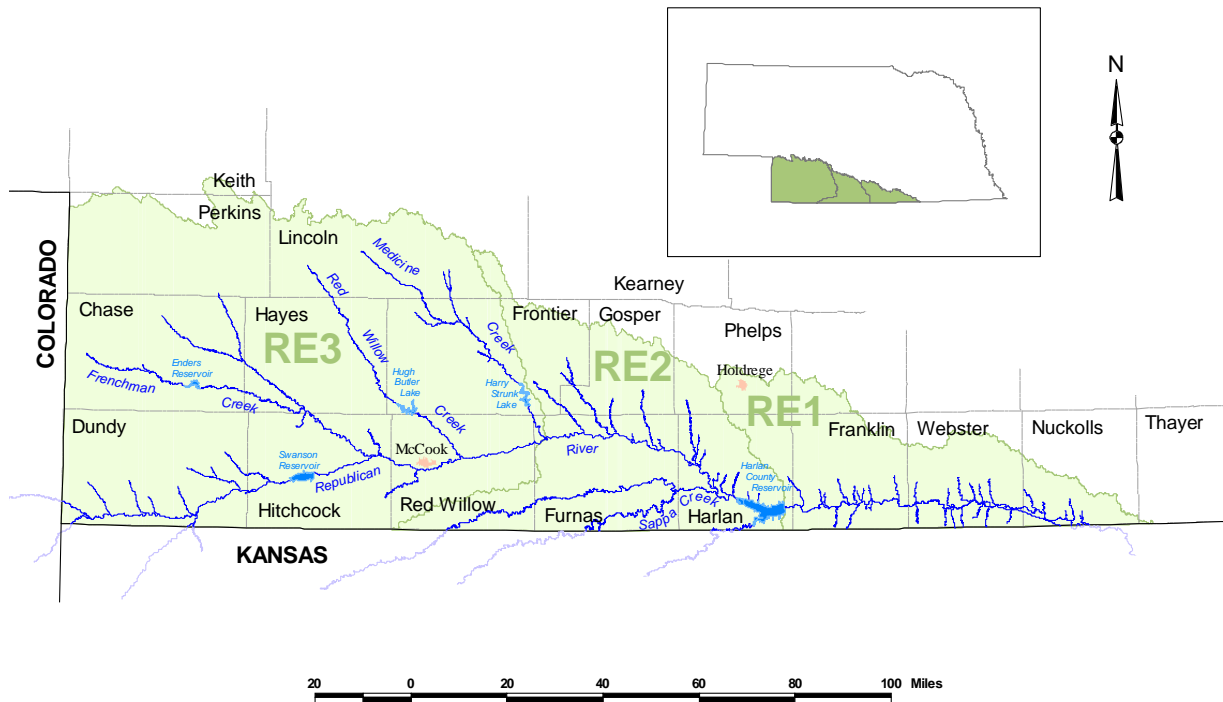 N
Keith
Perkins
Lincoln
Medicine
Creek
COLORADO
Red
Willow
Creek
Kearney
Chase
Hayes
Frontier
Gosper
Phelps
RE3
RE2
RE1
Holdrege
Enders
Reservoir
Frenchman
Creek
Hugh
Butler
Lake
Harry
Strunk
Lake
Dundy
Franklin
Webster
Nuckolls
Thayer
McCook
River
Swanson
Reservoir
Republican
Harlan
County
Reservoir
Hitchcock
Red Willow
Furnas
Sappa Creek
Harlan
KANSAS
20 0 20 40 60 80 100 Miles